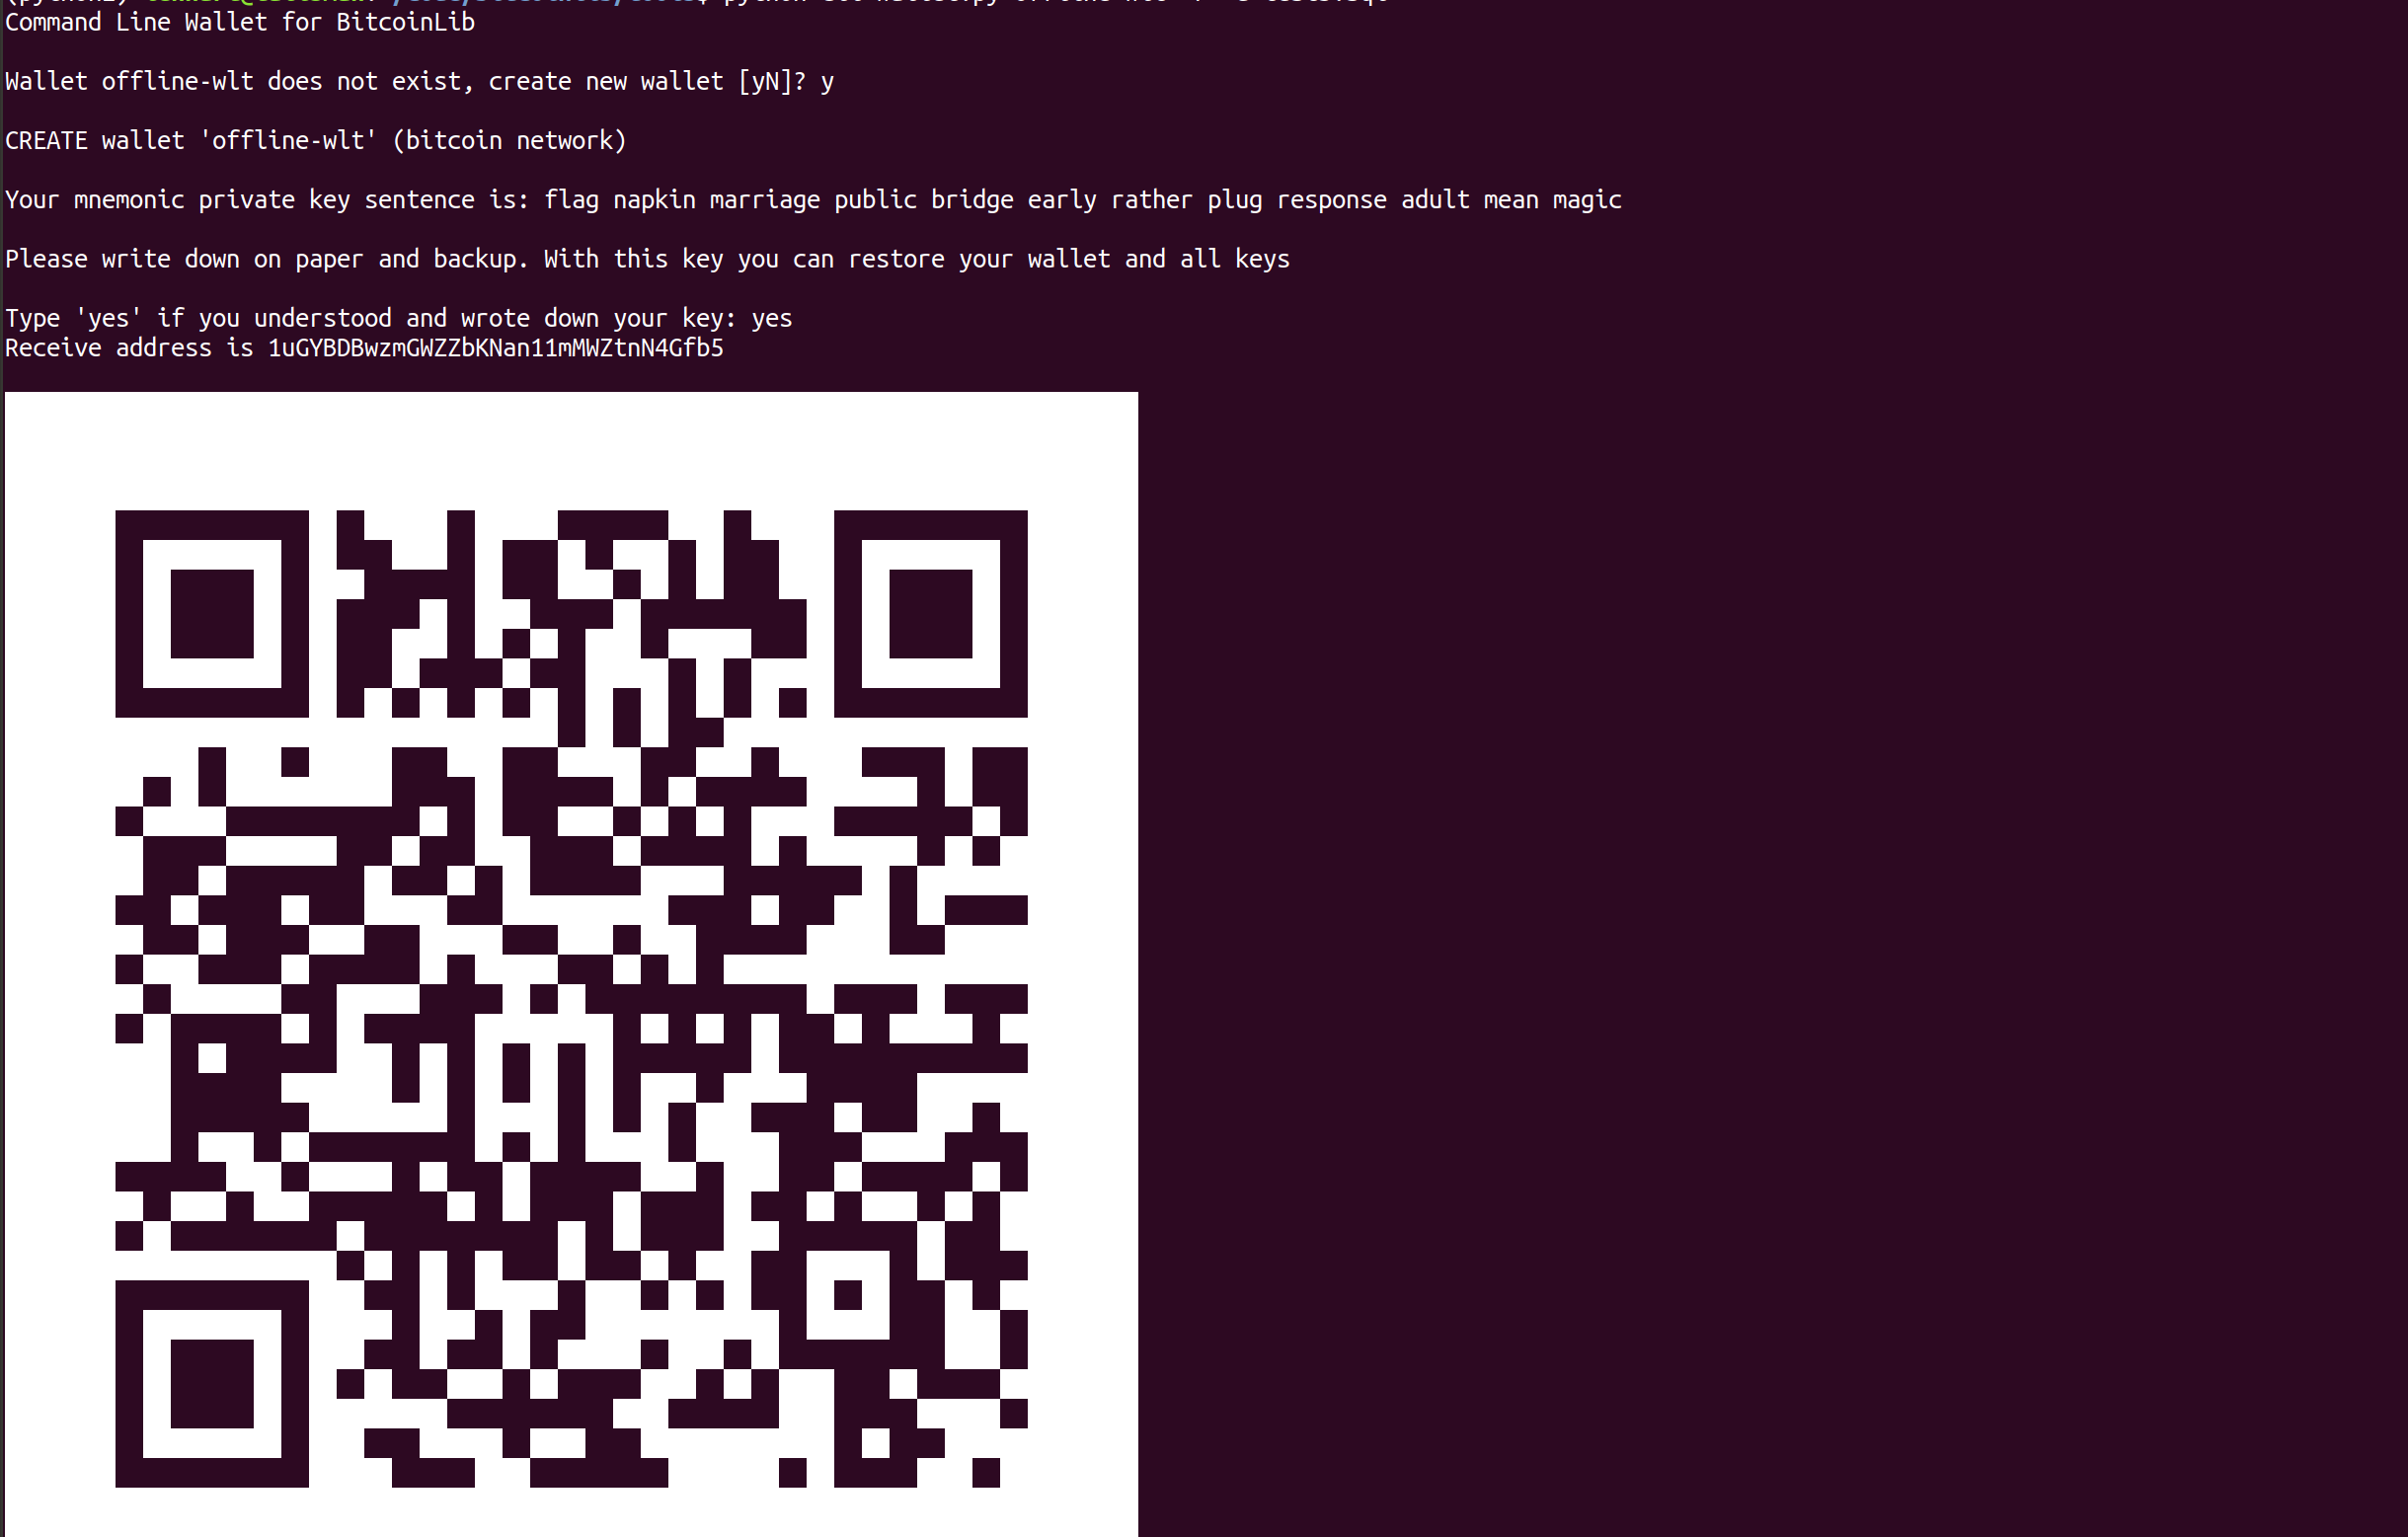 Command Line Wallet for BitcoinLib
Wallet offline-wlt does not exist, create new wallet [yN]? y
CREATE wallet 'offline-wlt' (bitcoin network)
Your mnemonic private key sentence is: flag napkin marriage public bridge early rather plug response adult mean magic
Please write down on paper and backup. With this key you can restore your wallet and all keys
Type 'yes' if you understood and wrote down your key: yes
Receive address is 1uGYBDBwzmGWZZbKNan11mMWZtnN4Gfb5